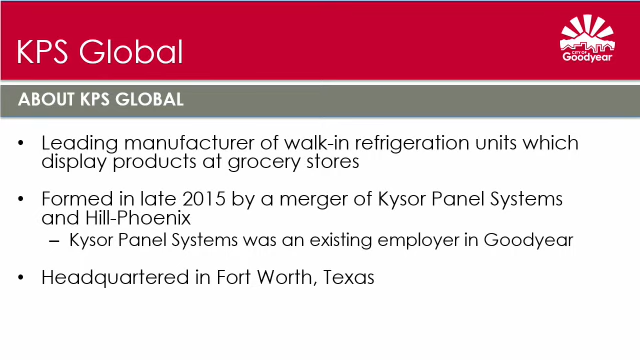 KPS Global
CITY OF
Goodyear
ABOUT KPS GLOBAL
• Leading manufacturer of walk-in refrigeration units which
display products at grocery stores
• Formed in late 2015 by a merger of Kysor Panel Systems
and Hill-Phoenix
– Kysor Panel Systems was an existing employer in Goodyear
• Headquartered in Fort Worth, Texas